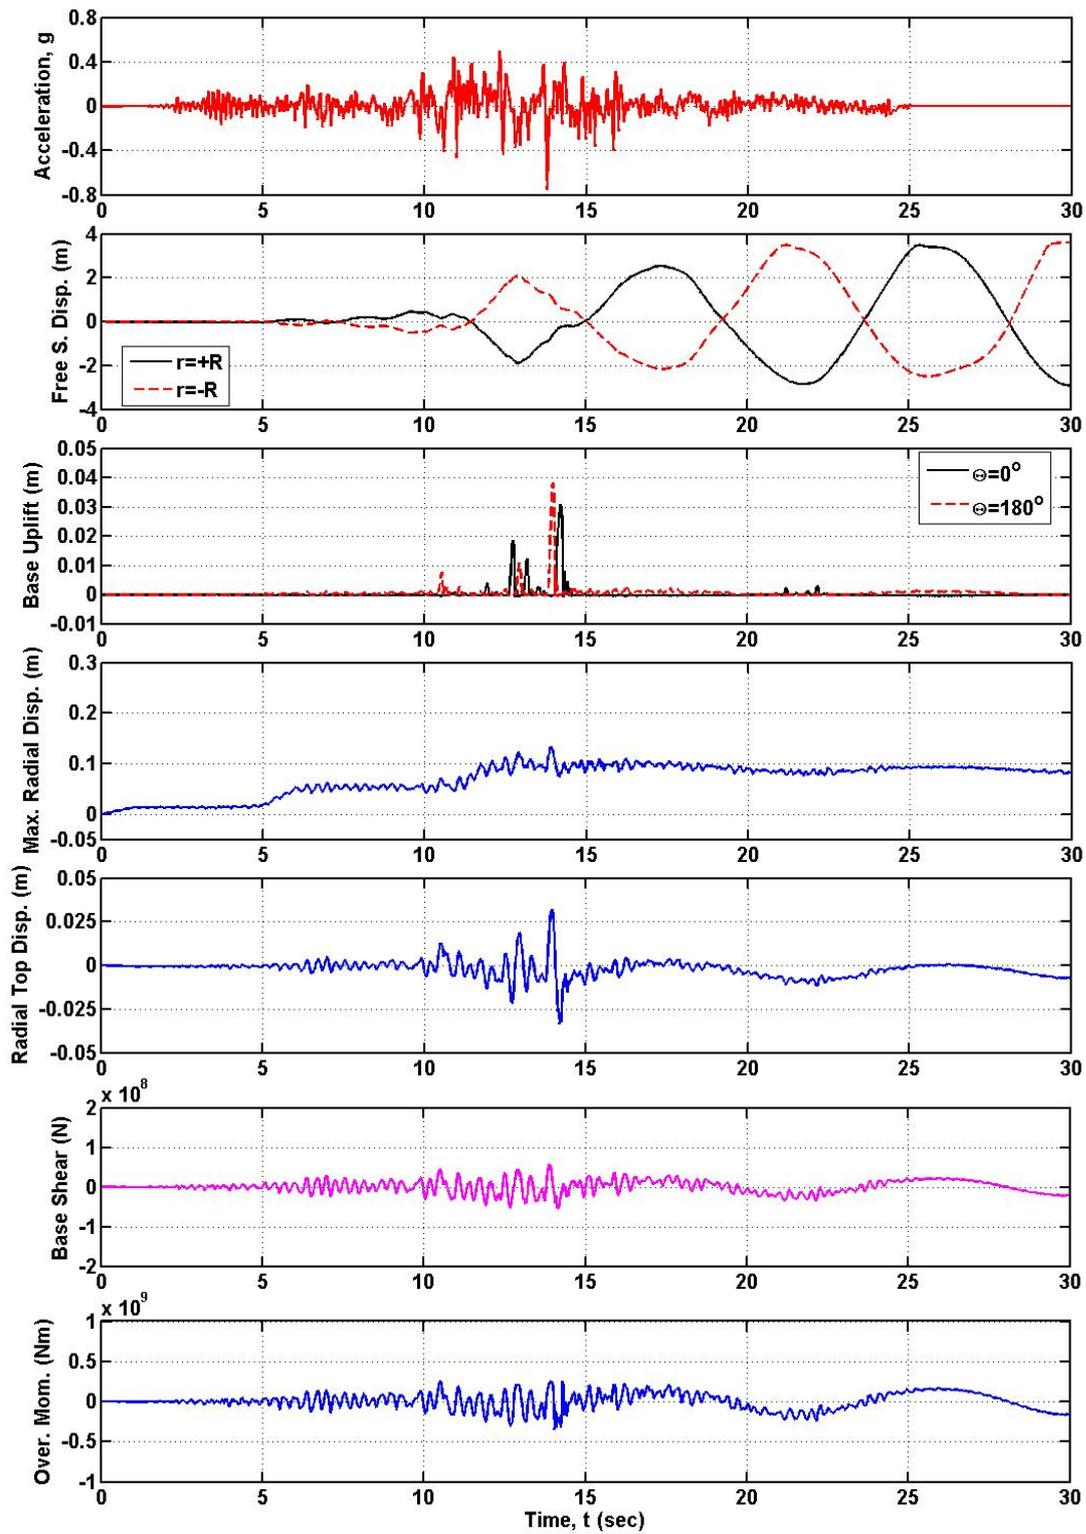 Acceleration, g
0.8
0.4
0
-0.4
-0.8
0 5 10 15 20 25 30
Free S. Disp. (m)
4
2
0
-2
-4
r=+R
r=-R
0 5 10 15 20 25 30
Base Uplift (m)
0.05
0.04
0.03
0.02
0.01
0
-0.01
Θ=0°
Θ=180°
0 5 10 15 20 25 30
Max. Radial Disp. (m)
0.3
0.2
0.1
0
-0.05
0 5 10 15 20 25 30
Radial Top Disp. (m)
0.05
0.025
0
-0.025
-0.05
0 5 10 15 20 25 30
x 10⁸
Base Shear (N)
2
1
0
-1
-2
0 5 10 15 20 25 30
x 10⁹
Over. Mom. (Nm)
1
0.5
0
-0.5
-1
0 5 10 15 20 25 30
Time, t (sec)